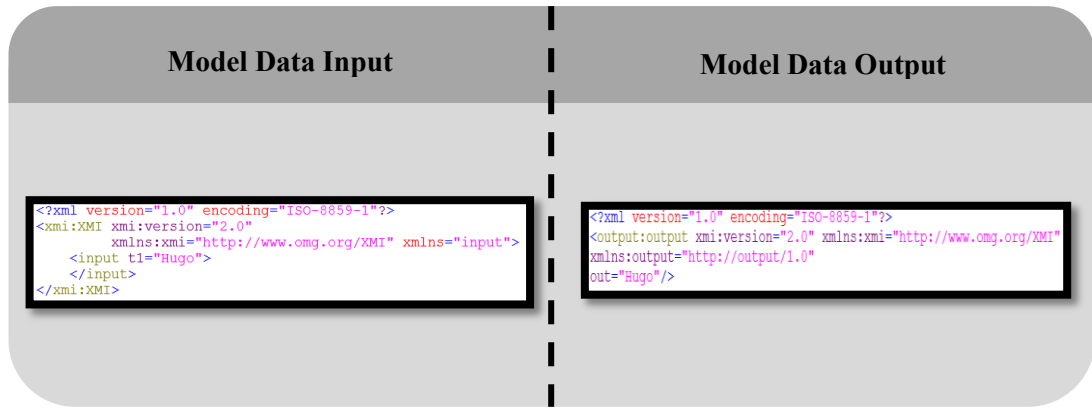 Model Data Input
<?xml version="1.0" encoding="ISO-8859-1"?>
<xmi:XMI xmi:version="2.0"
xmlns:xmi="http://www.omg.org/XMI" xmlns="input">
<input t1="Hugo">
</input>
</xmi:XMI>
Model Data Output
<?xml version="1.0" encoding="ISO-8859-1"?>
<output:output xmi:version="2.0" xmlns:xmi="http://www.omg.org/XMI"
xmlns:output="http://output/1.0"
out="Hugo"/>